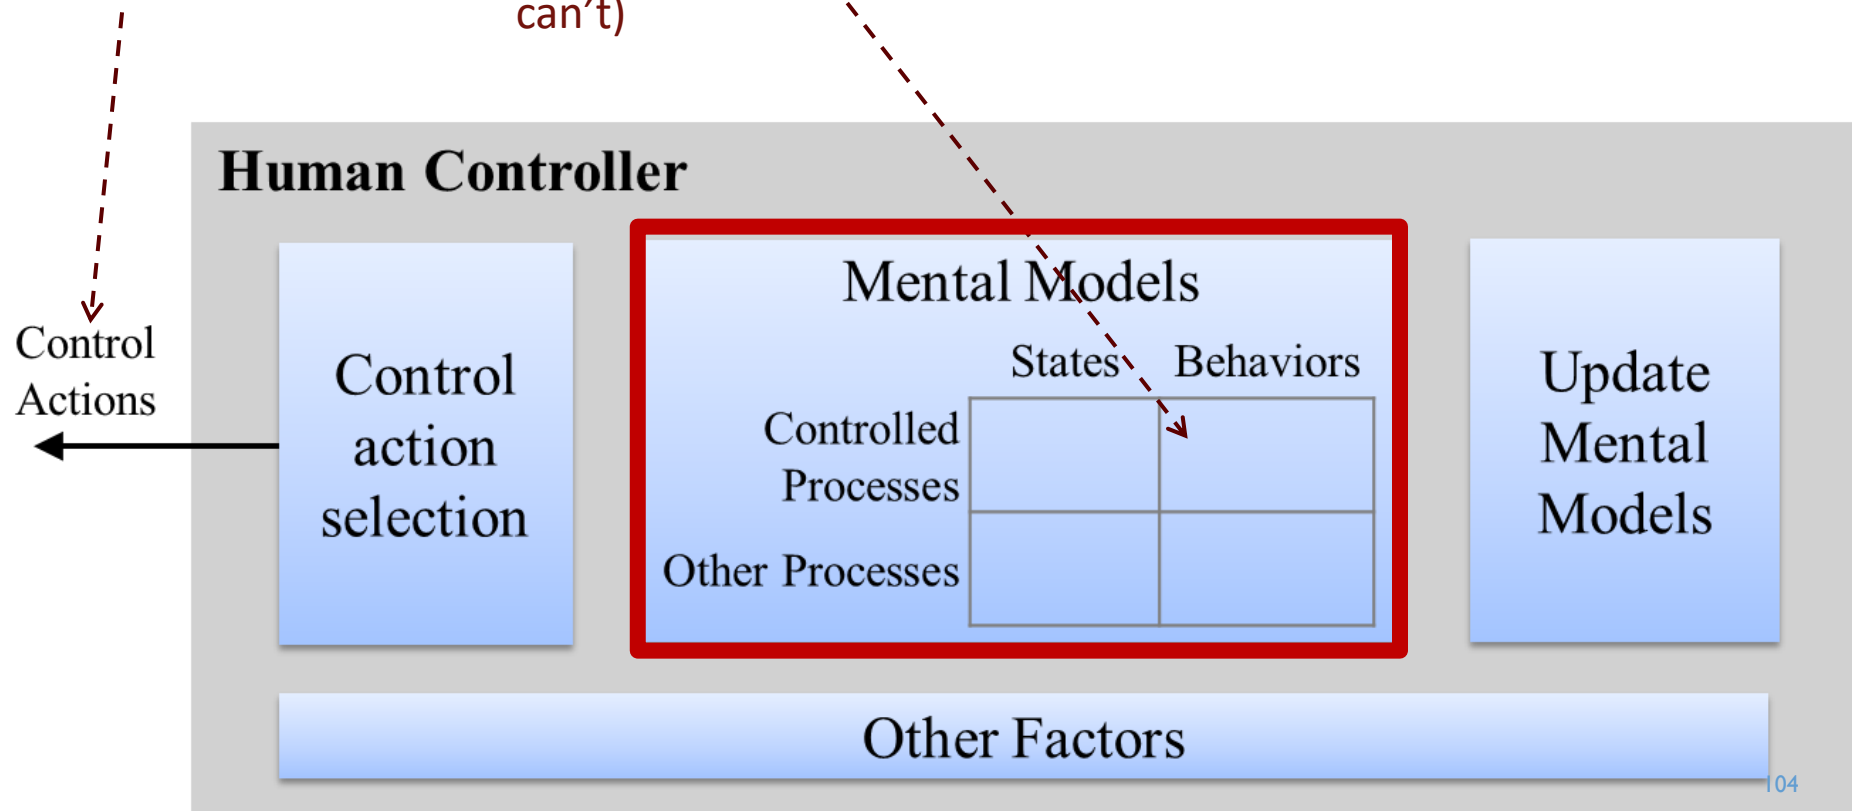 can't)
Human Controller
Control
Actions
Control
action
selection
Mental Models
States Behaviors
Controlled
Processes
Other Processes
Update
Mental
Models
Other Factors
104